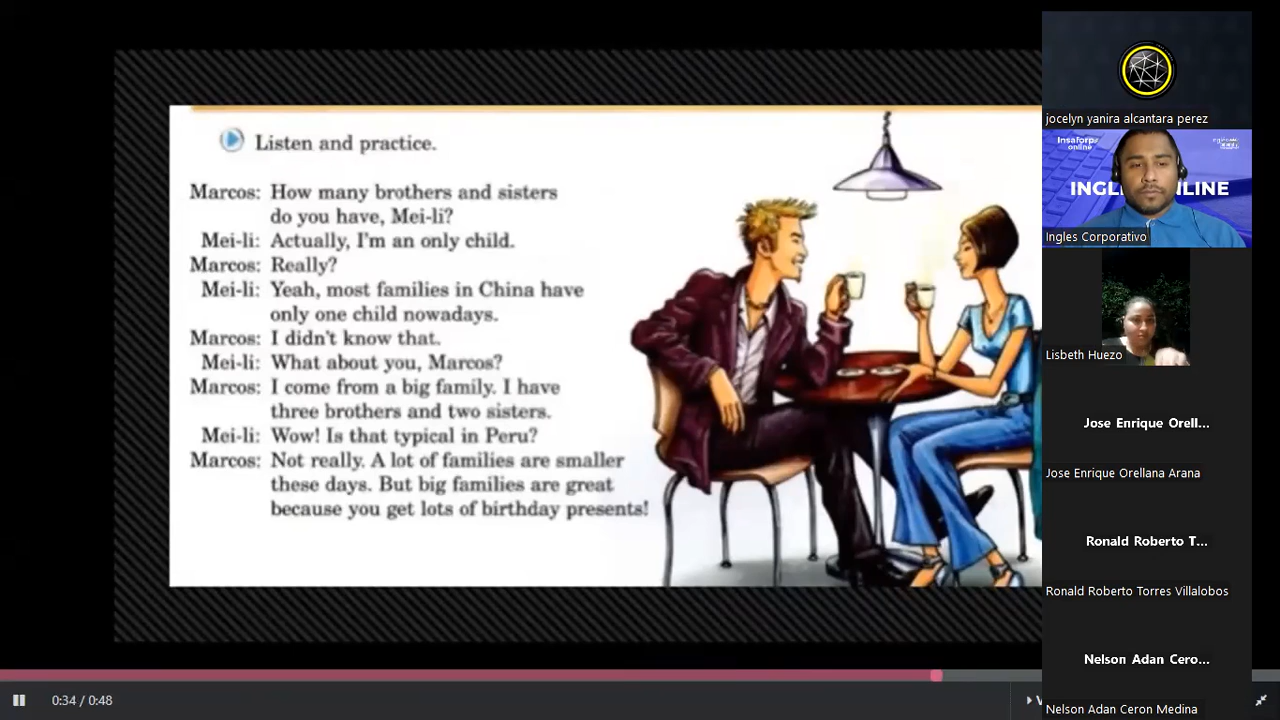 Listen and practice.
Marcos: How many brothers and sisters
do you have, Mei-li?
Mei-li: Actually, I'm an only child.
Marcos: Really?
Mei-li: Yeah, most families in China have
only one child nowadays.
Marcos: I didn't know that.
Mei-li: What about you, Marcos?
Marcos: I come from a big family. I have
three brothers and two sisters.
Mei-li: Wow! Is that typical in Peru?
Marcos: Not really. A lot of families are smaller
these days. But big families are great
because you get lots of birthday presents!
0:34 / 0:48
jocelyn yanira alcantara perez
Insaforp
online
Ingles Corporativo
Lisbeth Huezo
Jose Enrique Orell...
Jose Enrique Orellana Arana
Ronald Roberto T...
Ronald Roberto Torres Villalobos
Nelson Adan Cero...
Nelson Adan Ceron Medina